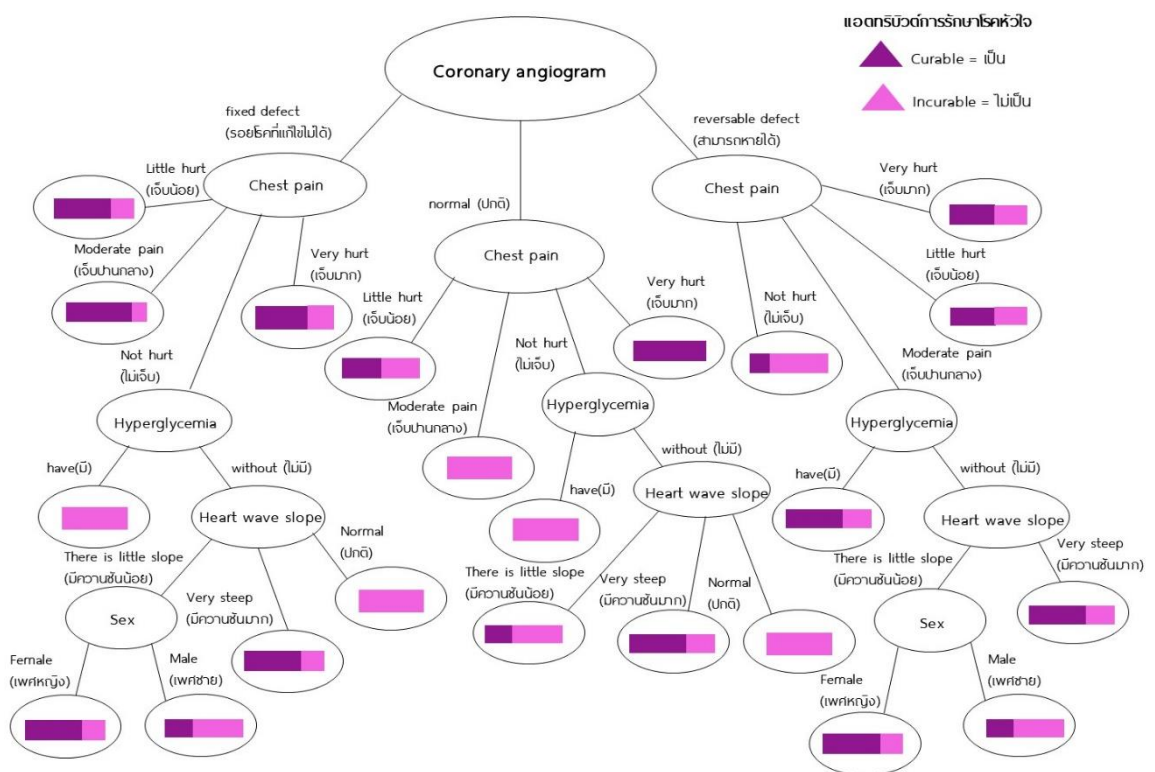 แอตทริบิวต์การรักษาโรคหัวใจ
Curable = เป็น
Incurable = ไม่เป็น
Coronary angiogram
fixed defect
(รอยโรคที่แก้ไขไม่ได้)
reversable defect
(สามารถหายได้)
Little hurt
(เจ็บน้อย)
Chest pain
normal (ปกติ)
Chest pain
Very hurt
(เจ็บมาก)
Moderate pain
(เจ็บปานกลาง)
Very hurt
(เจ็บมาก)
Chest pain
Little hurt
(เจ็บน้อย)
Little hurt
(เจ็บน้อย)
Very hurt
(เจ็บมาก)
Not hurt
(ไม่เจ็บ)
Not hurt
(ไม่เจ็บ)
Not hurt
(ไม่เจ็บ)
Moderate pain
(เจ็บปานกลาง)
Moderate pain
(เจ็บปานกลาง)
Hyperglycemia
Hyperglycemia
Hyperglycemia
have(มี)
without (ไม่มี)
have(มี)
without (ไม่มี)
have(มี)
without (ไม่มี)
Heart wave slope
Heart wave slope
Heart wave slope
Normal
(ปกติ)
There is little slope
(มีความชันน้อย)
Very steep
(มีความชันมาก)
There is little slope
(มีความชันน้อย)
Very steep
(มีความชันมาก)
Normal
(ปกติ)
There is little slope
(มีความชันน้อย)
Very steep
(มีความชันมาก)
Sex
Sex
Female
(เพศหญิง)
Male
(เพศชาย)
Female
(เพศหญิง)
Male
(เพศชาย)